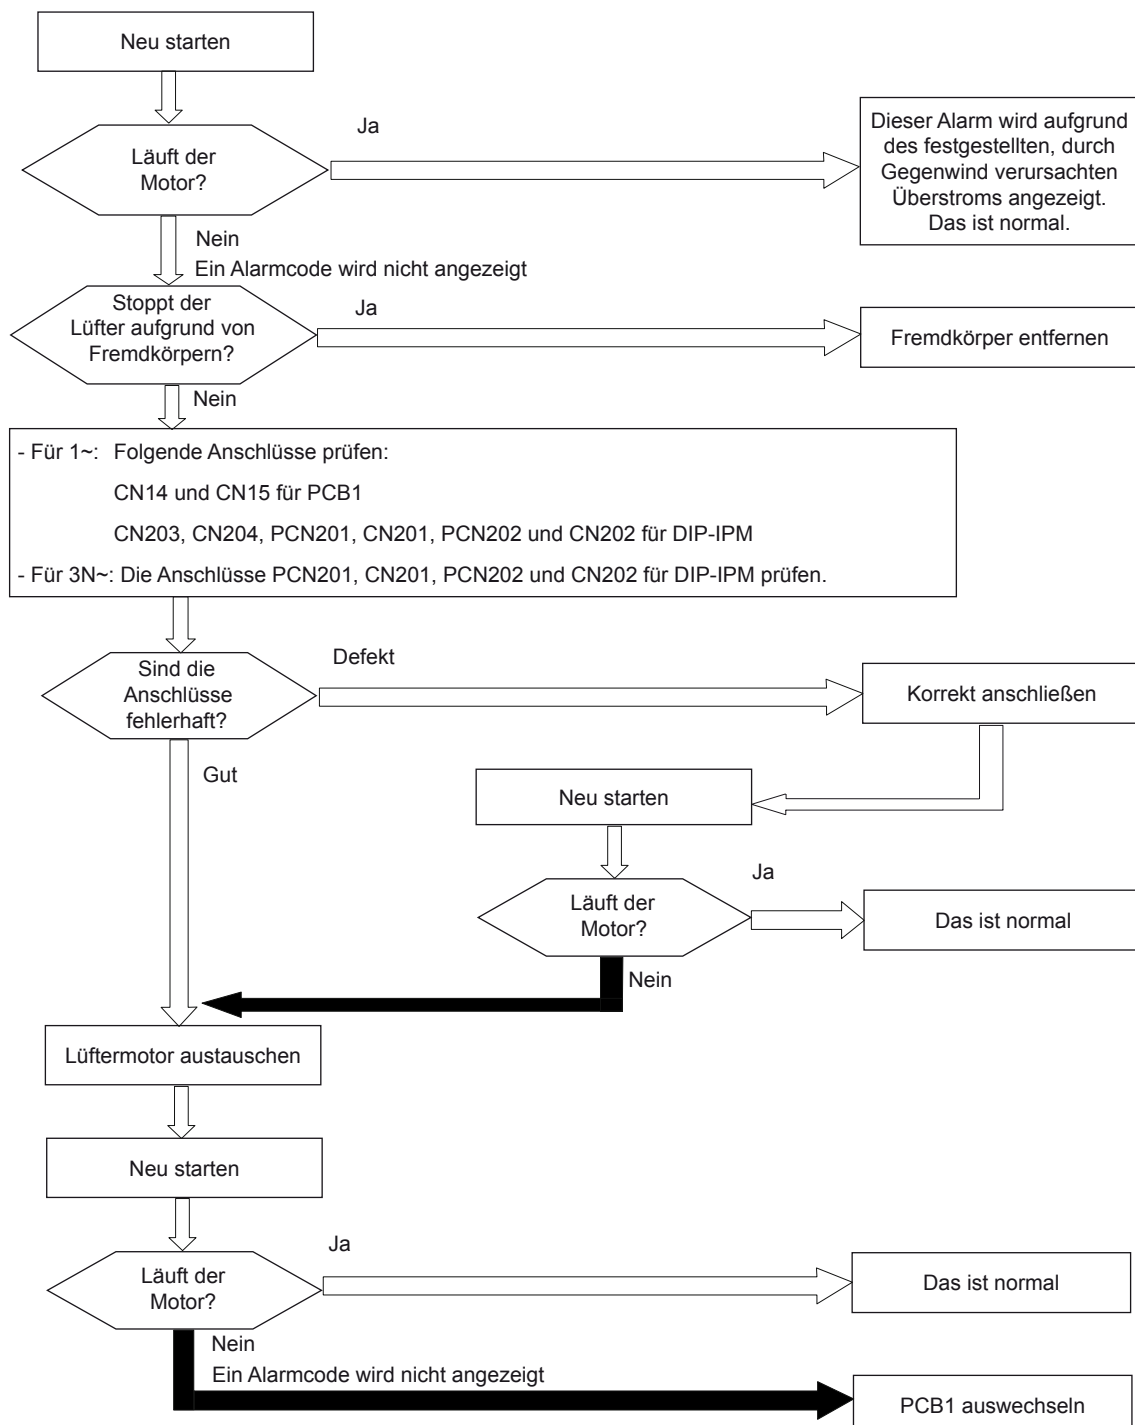 Neu starten
Läuft der
Motor?
Ja
Dieser Alarm wird aufgrund
des festgestellten, durch
Gegenwind verursachten
Überstroms angezeigt.
Das ist normal.
Nein
Ein Alarmcode wird nicht angezeigt
Stoppt der
Lüfter aufgrund von
Fremdkörpern?
Ja
Fremdkörper entfernen
Nein
- Für 1~: Folgende Anschlüsse prüfen:
CN14 und CN15 für PCB1
CN203, CN204, PCN201, CN201, PCN202 und CN202 für DIP-IPM
- Für 3N~: Die Anschlüsse PCN201, CN201, PCN202 und CN202 für DIP-IPM prüfen.
Sind die
Anschlüsse
fehlerhaft?
Defekt
Korrekt anschließen
Gut
Neu starten
Läuft der
Motor?
Ja
Das ist normal
Nein
Lüftermotor austauschen
Neu starten
Läuft der
Motor?
Ja
Das ist normal
Nein
Ein Alarmcode wird nicht angezeigt
PCB1 auswechseln